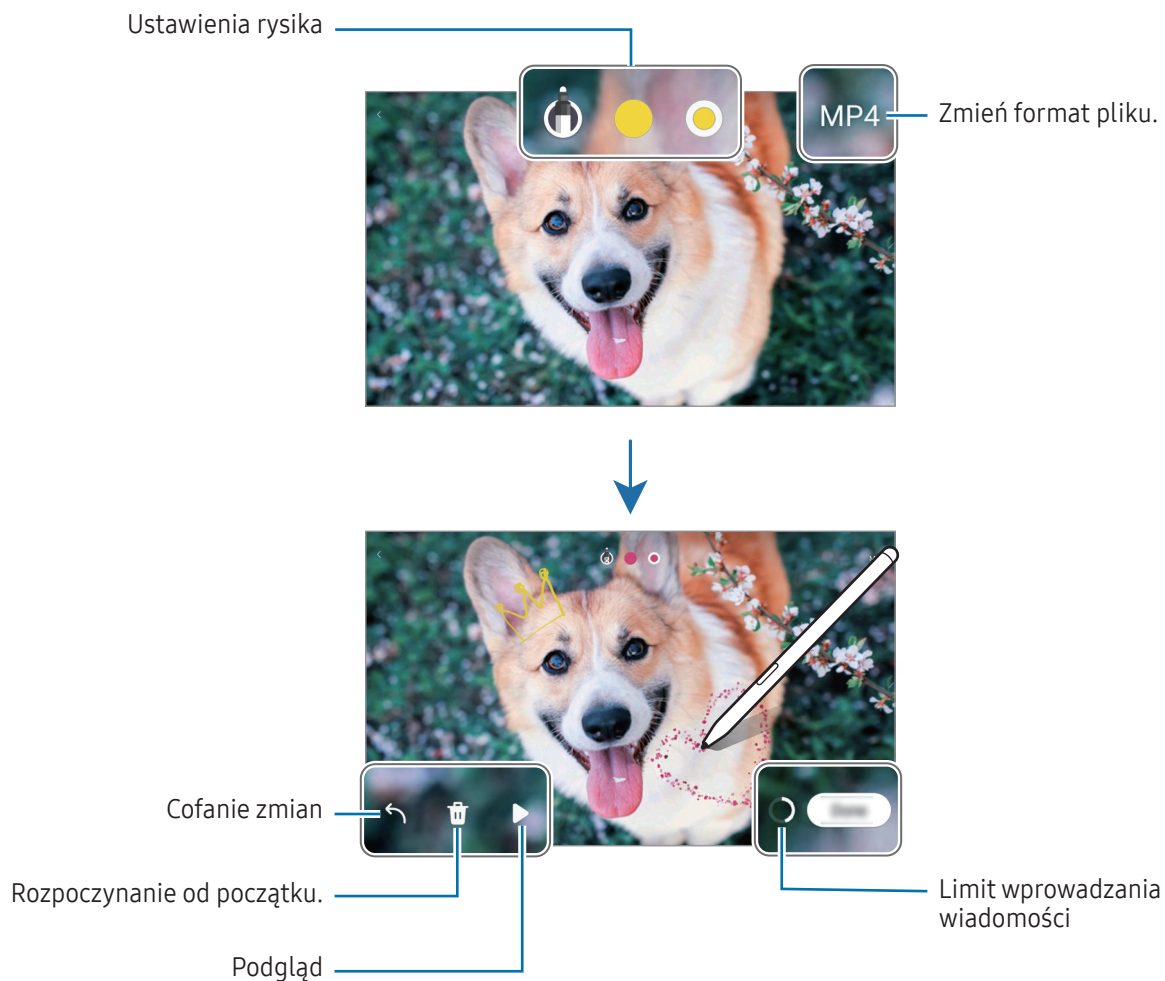 Ustawienia rysika
MP4
Zmień format pliku.
Cofanie zmian
Rozpoczynanie od początku.
Podgląd
Limit wprowadzania
wiadomości